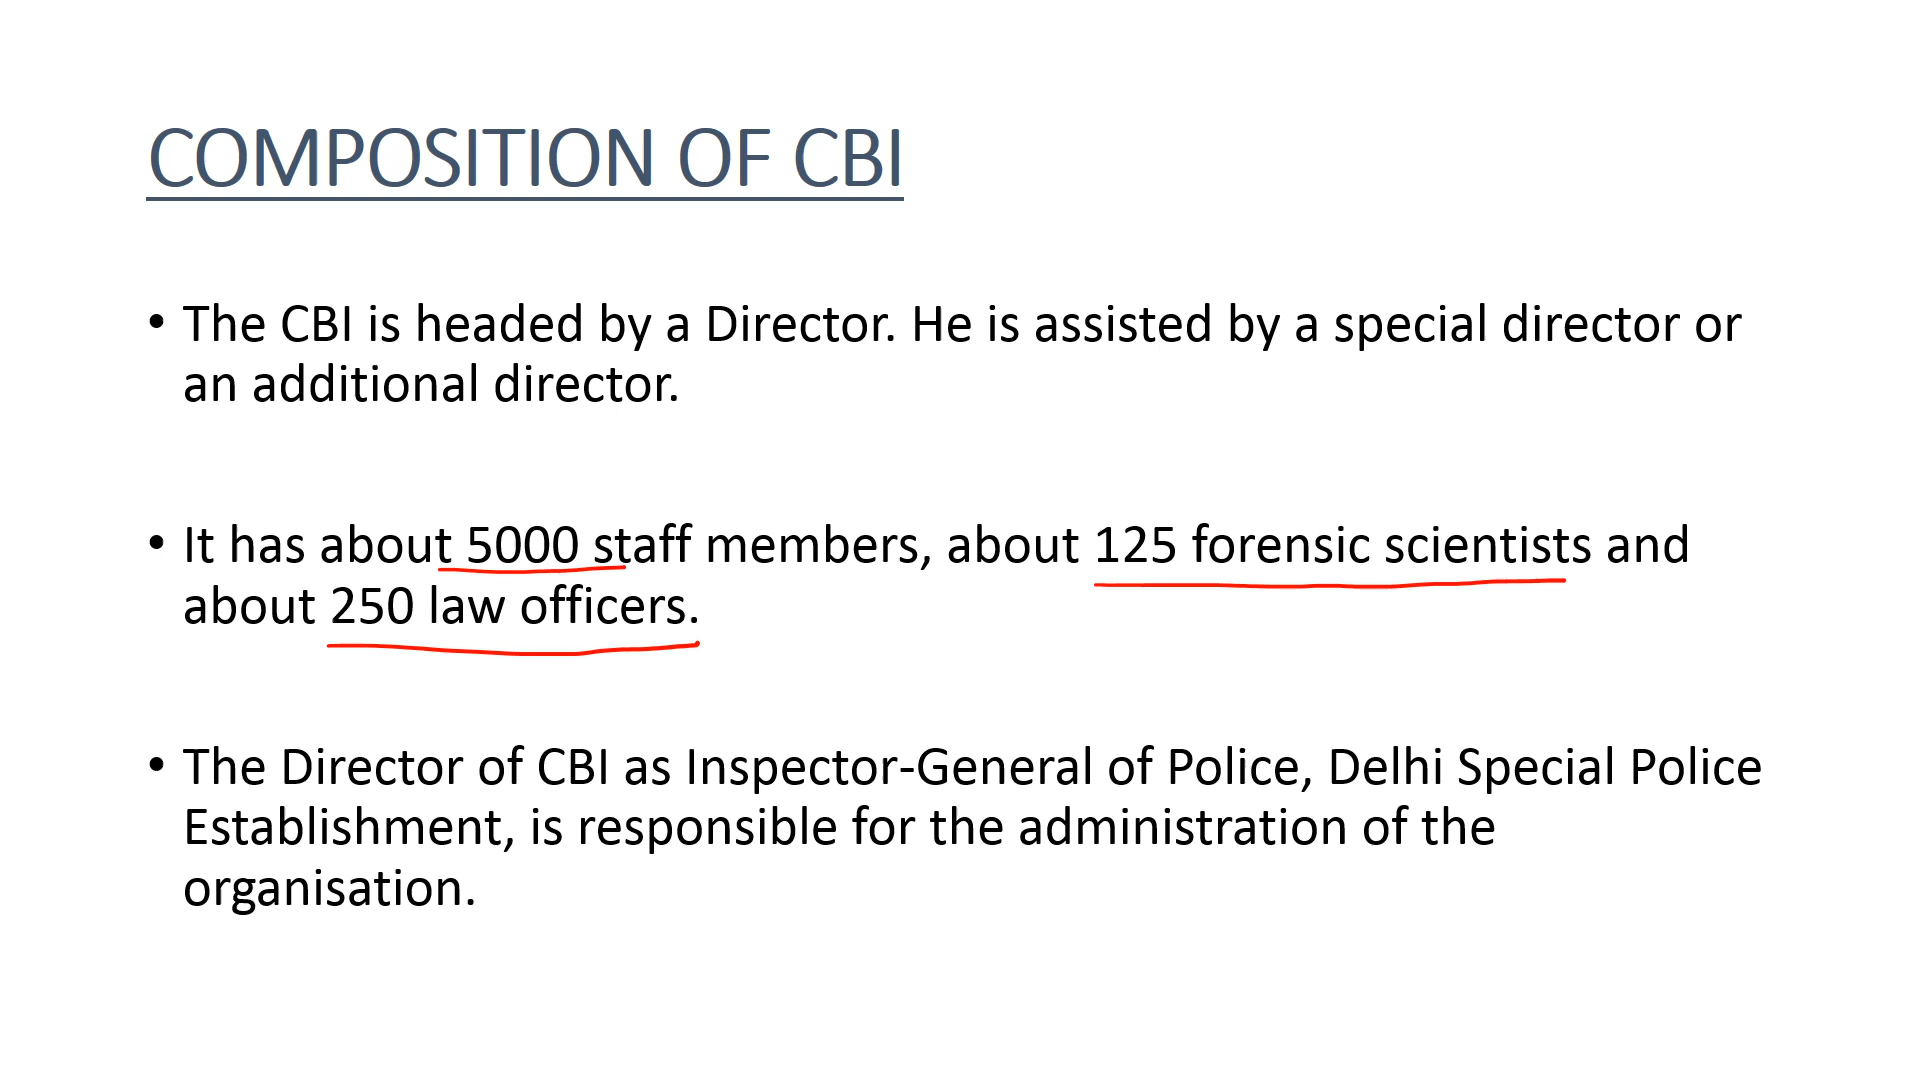 COMPOSITION OF CBI
• The CBI is headed by a Director. He is assisted by a special director or
an additional director.
• It has about 5000 staff members, about 125 forensic scientists and
about 250 law officers.
• The Director of CBI as Inspector-General of Police, Delhi Special Police
Establishment, is responsible for the administration of the
organisation.